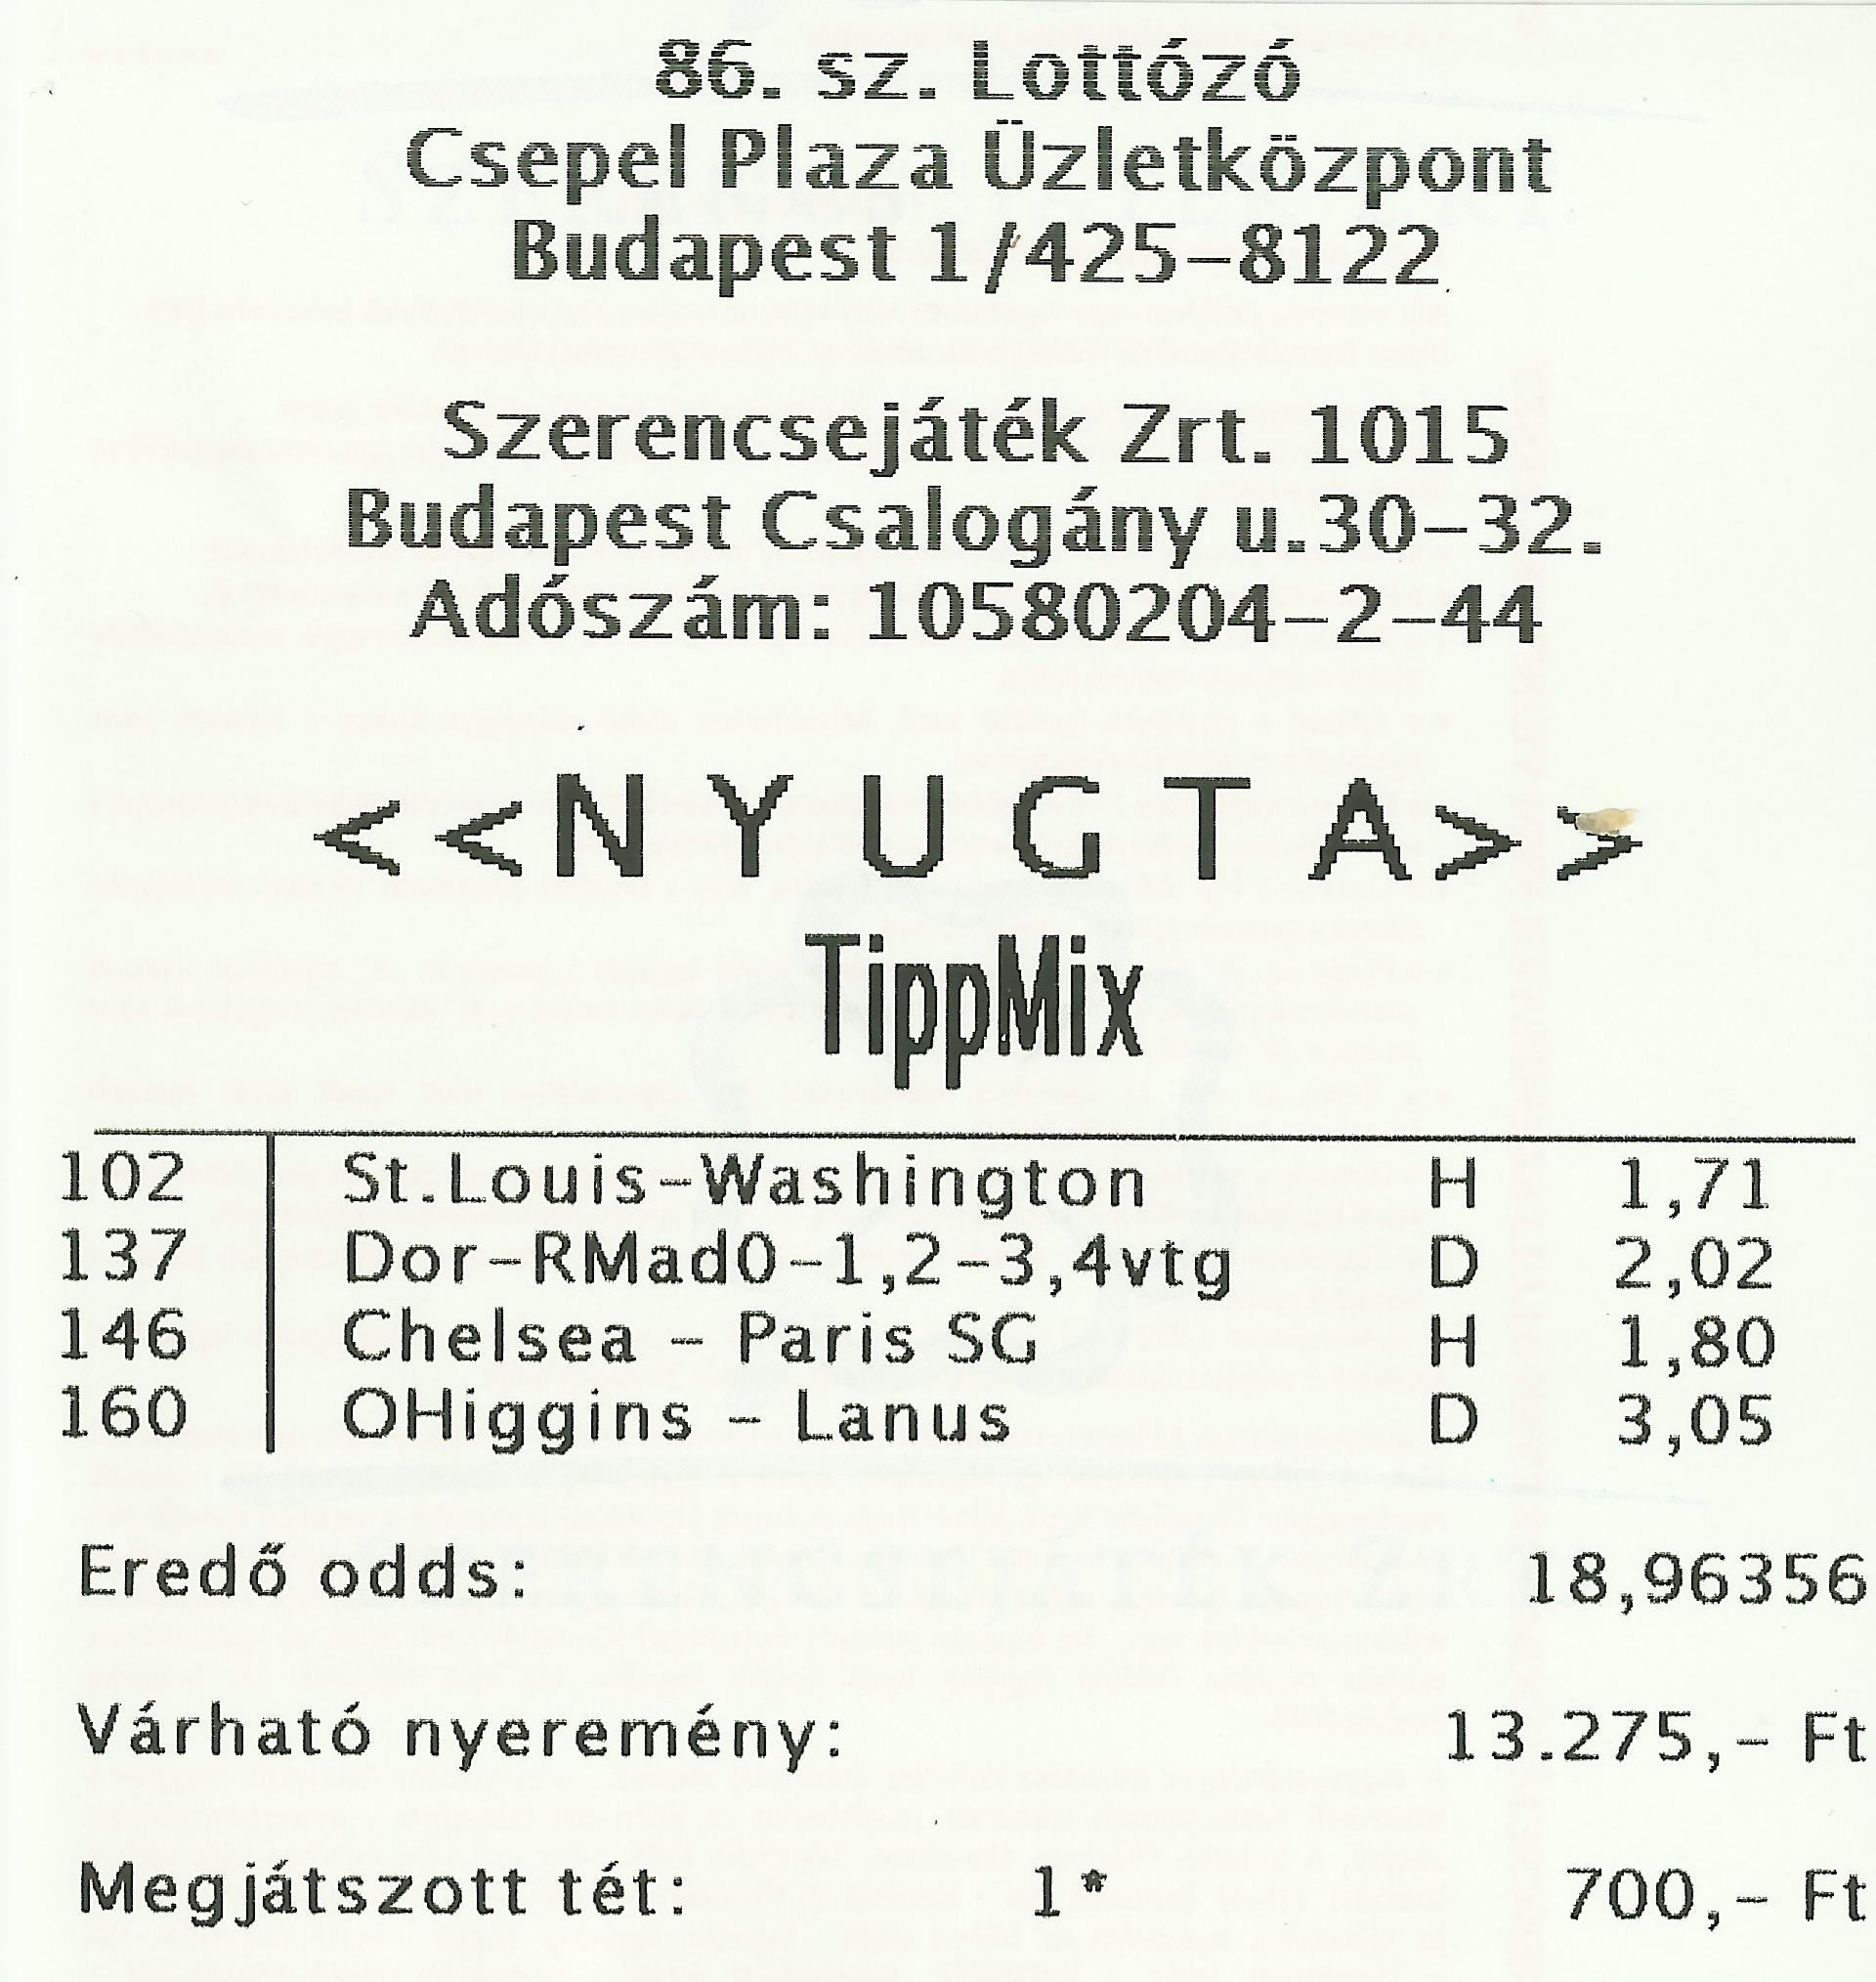 86. sz. Lottózó
Csepel Plaza Üzletközpont
Budapest 1/425-8122
Szerencsejáték Zrt. 1015
Budapest Csalogány u.30-32.
Adószám: 10580204-2-44
<<N Y U G T A>>
TippMix
102 St.Louis-Washington H 1,71
137 Dor-RMad0-1,2-3,4vtg D 2,02
146 Chelsea - Paris SG H 1,80
160 OHiggins - Lanus D 3,05
Eredő odds: 18,96356
Várható nyeremény: 13.275,- Ft
Megjátszott tét: 1* 700,- Ft